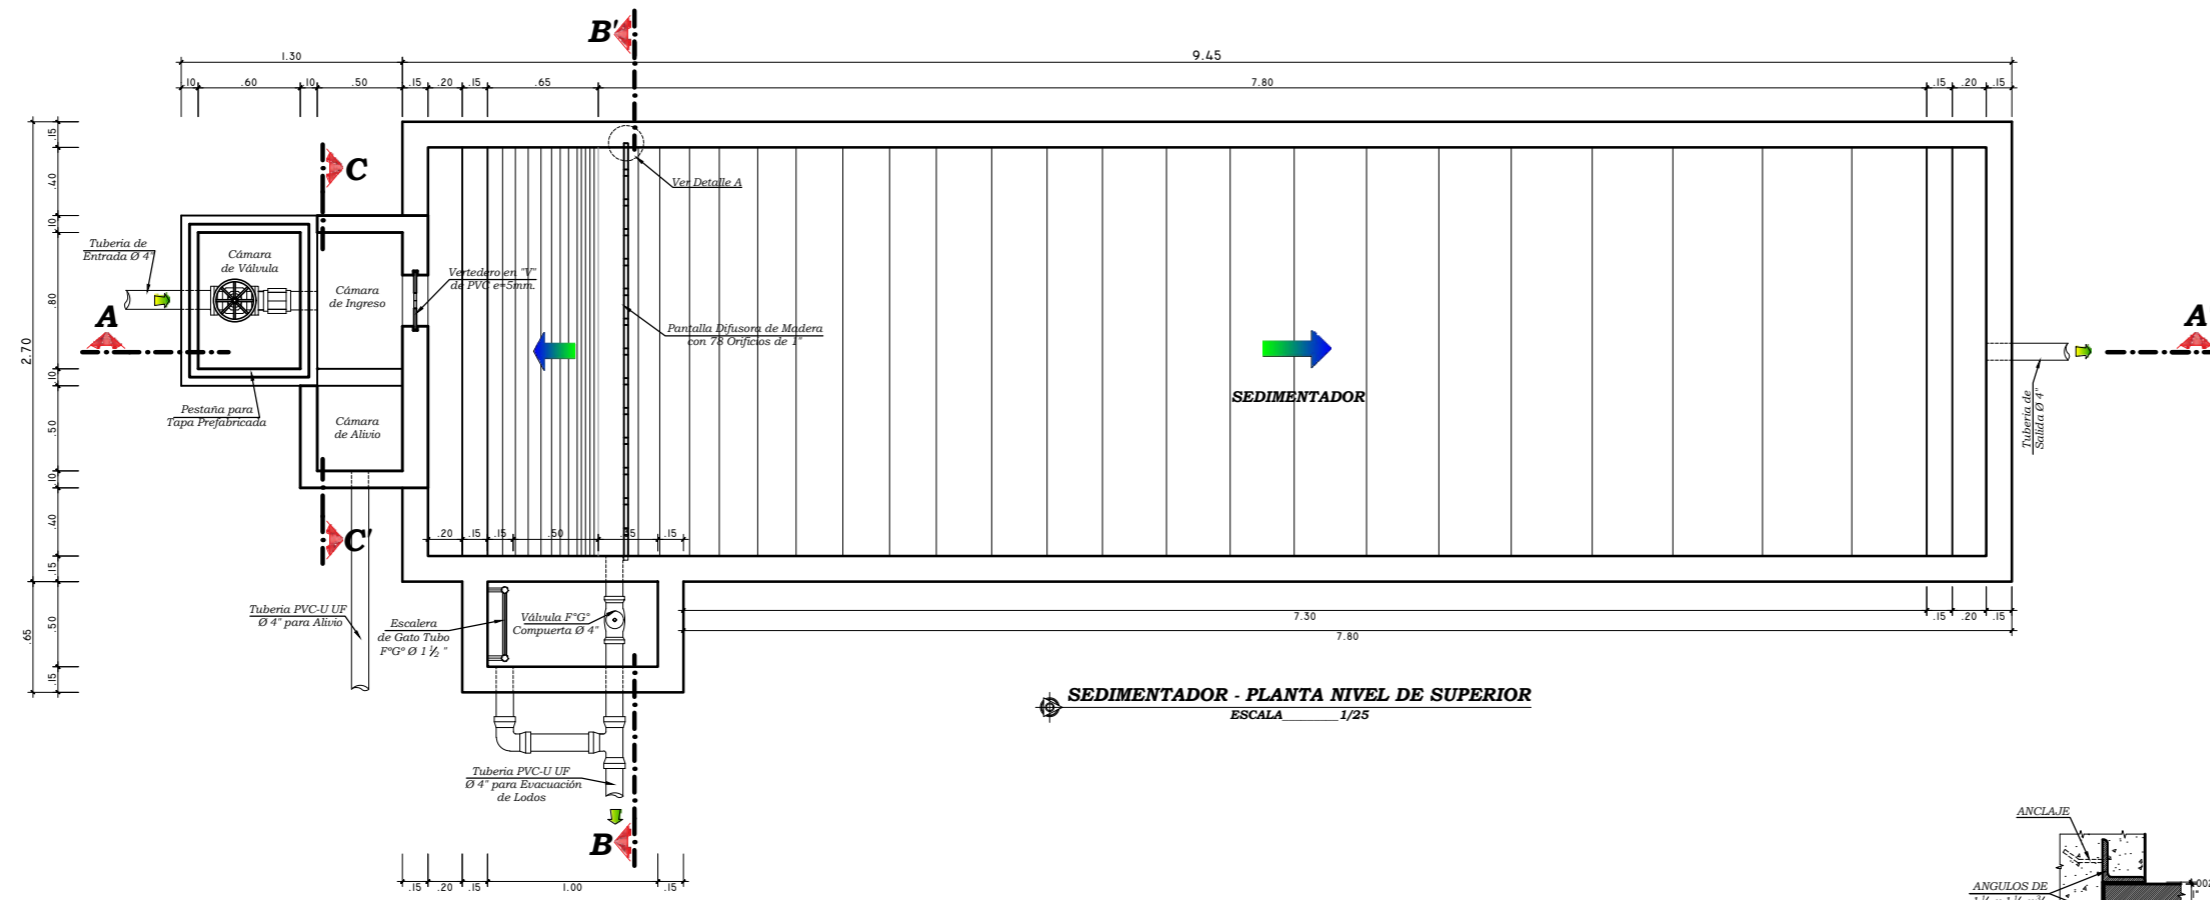 B'
1.30
9.45
.10
.60
.10
.50
.15
.20
.15
.65
7.80
.15
.20
.15
.15
.40
.10
.80
.10
.50
.10
.40
.15
2.70
.50
.15
.65
C
Ver Detalle A
Tuberia de
Entrada Ø 4"
Cámara
de Válvula
Cámara
de Ingreso
Vertedero en "V"
de PVC e=5mm.
Pantalla Difusora de Madera
con 78 Orificios de 1"
A
A
SEDIMENTADOR
Tuberia de
Salida Ø 4"
Pestaña para
Tapa Prefabricada
Cámara
de Alivio
C'
.20
.15
.15
.50
.15
Tuberia PVC-U UF
Ø 4" para Alivio
Escalera
de Gato Tubo
FºGº Ø 1 ½ "
Válvula FºGº
Compuerta Ø 4"
7.30
.15
.20
.15
7.80
SEDIMENTADOR - PLANTA NIVEL DE SUPERIOR
ESCALA________1/25
Tuberia PVC-U UF
Ø 4" para Evacuación
de Lodos
B
.15
.20
.15
1.00
.15
ANCLAJE
ANGULOS DE
1"